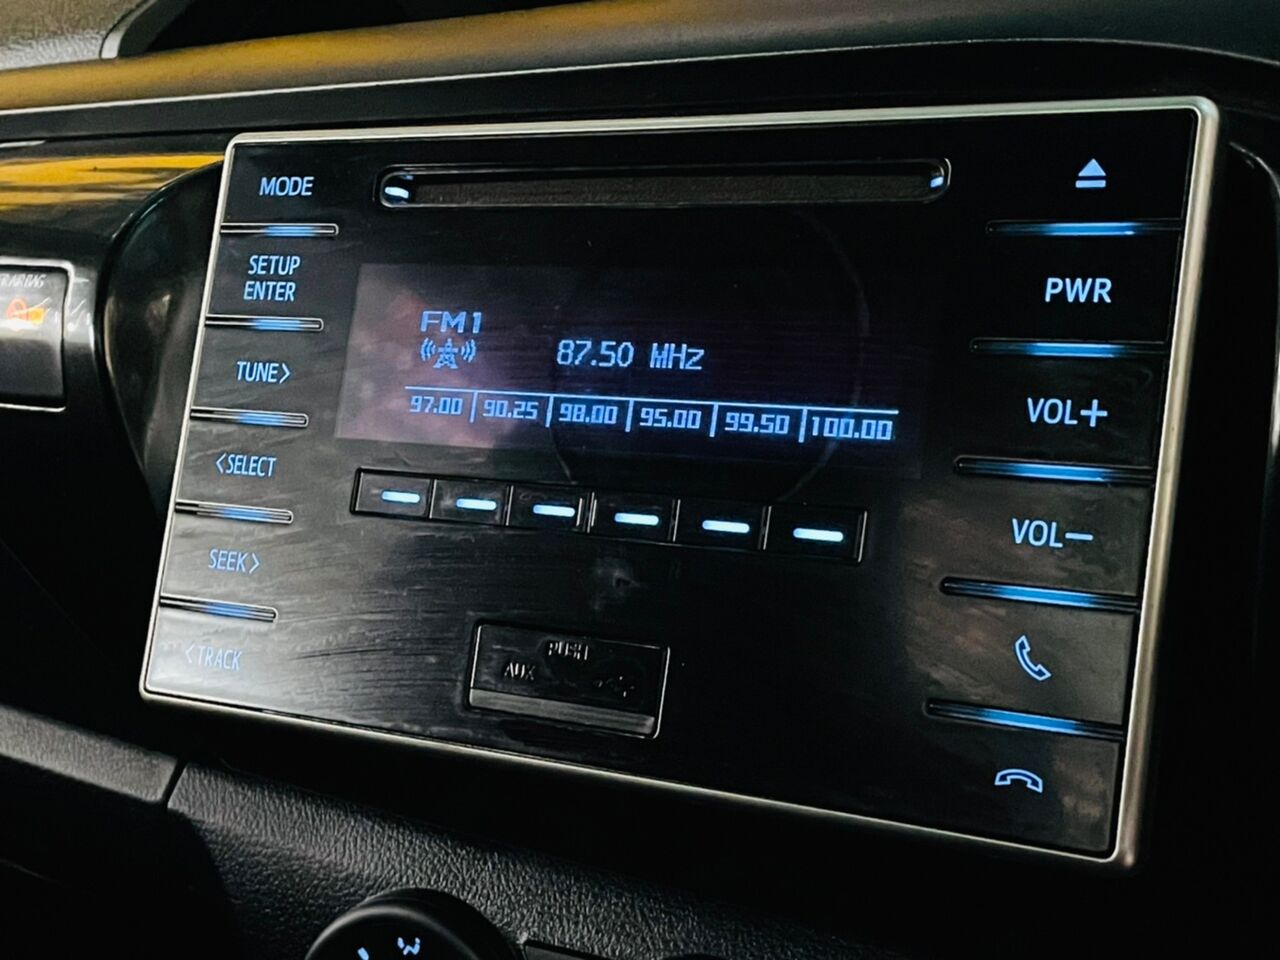 MODE
SETUP
ENTER
TUNE>
<SELECT
SEEK>
<TRACK
FM1
87.50 MHz
97.00 | 90.25 | 98.00 | 95.00 | 99.50 | 100.00
PUSH
AUX
PWR
VOL+
VOL−